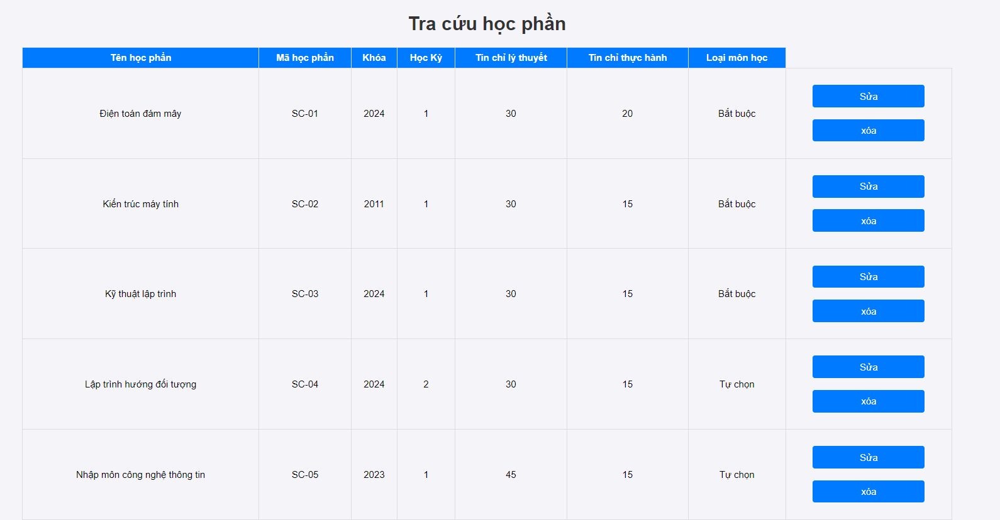 Tra cứu học phần
Tên học phần Mã học phần Khóa Học Kỳ Tín chỉ lý thuyết Tín chỉ thực hành Loại môn học
Điện toán đám mây SC-01 2024 1 30 20 Bắt buộc Sửa
xóa
Kiến trúc máy tính SC-02 2011 1 30 15 Bắt buộc Sửa
xóa
Kỹ thuật lập trình SC-03 2024 1 30 15 Bắt buộc Sửa
xóa
Lập trình hướng đối tượng SC-04 2024 2 30 15 Tự chọn Sửa
xóa
Nhập môn công nghệ thông tin SC-05 2023 1 45 15 Tự chọn Sửa
xóa